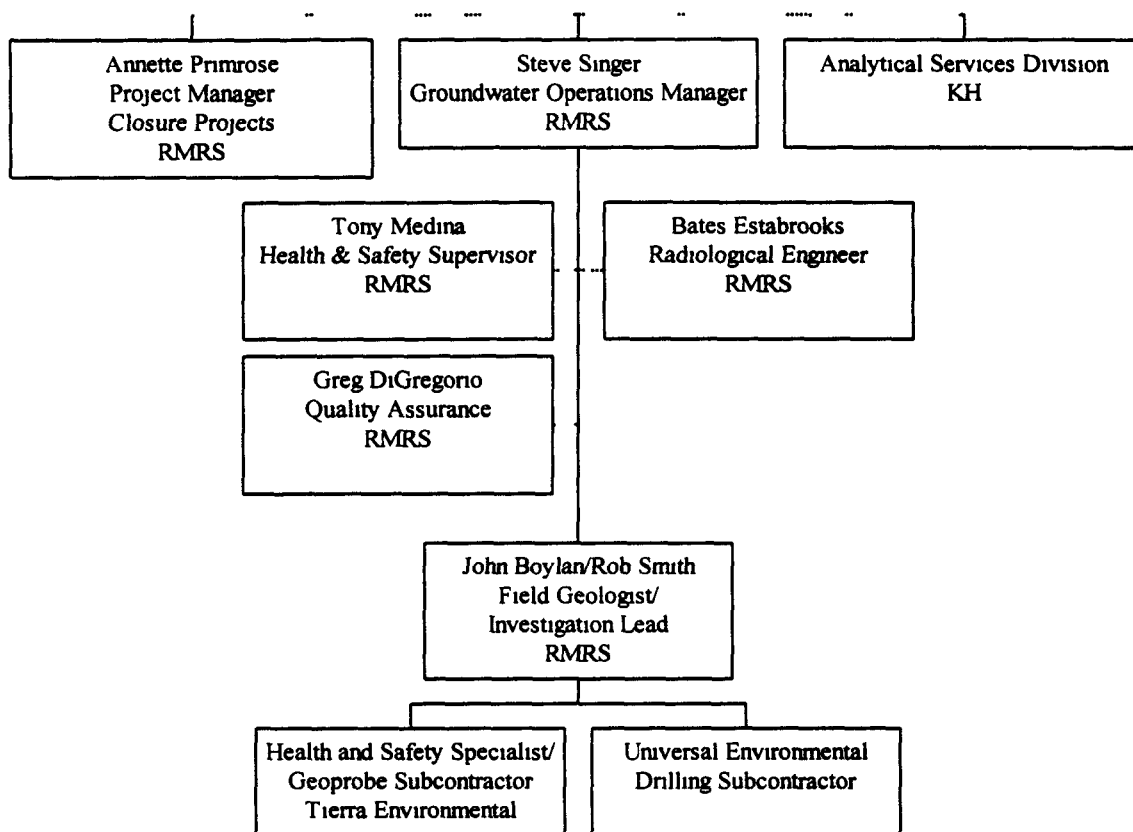 Annette Primrose
Project Manager
Closure Projects
RMRS
Steve Singer
Groundwater Operations Manager
RMRS
Analytical Services Division
KH
Tony Medina
Health & Safety Supervisor
RMRS
Bates Estabrooks
Radiological Engineer
RMRS
Greg DiGregorio
Quality Assurance
RMRS
John Boylan/Rob Smith
Field Geologist/
Investigation Lead
RMRS
Health and Safety Specialist/
Geoprobe Subcontractor
Tierra Environmental
Universal Environmental
Drilling Subcontractor